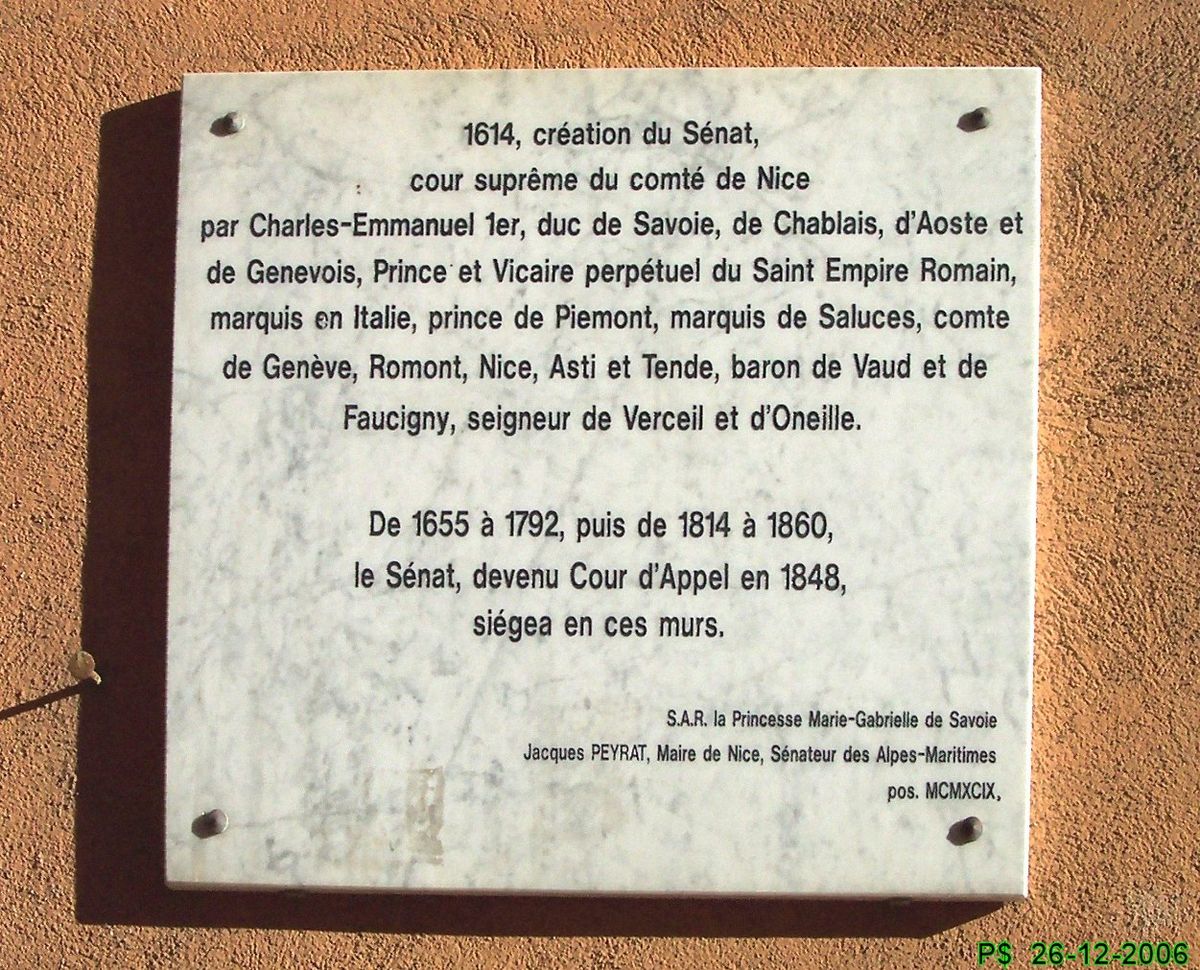 1614, création du Sénat,
cour suprême du comté de Nice
par Charles-Emmanuel 1er, duc de Savoie, de Chablais, d'Aoste et
de Genevois, Prince et Vicaire perpétuel du Saint Empire Romain,
marquis en Italie, prince de Piemont, marquis de Saluces, comte
de Genève, Romont, Nice, Asti et Tende, baron de Vaud et de
Faucigny, seigneur de Verceil et d'Oneille.
De 1655 à 1792, puis de 1814 à 1860,
le Sénat, devenu Cour d'Appel en 1848,
siégea en ces murs.
S.A.R. la Princesse Marie-Gabrielle de Savoie
Jacques PEYRAT, Maire de Nice, Sénateur des Alpes-Maritimes
pos. MCMXCIX,
P$ 26-12-2006